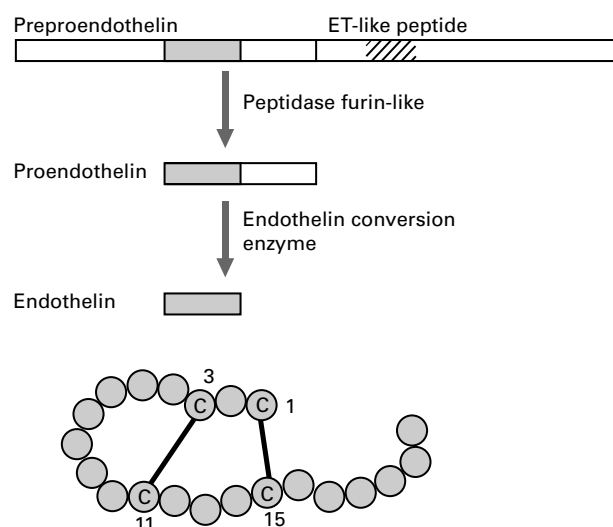 Preproendothelin ET-like peptide
Peptidase furin-like
Proendothelin
Endothelin conversion
enzyme
Endothelin
3
C C 1
C C
11 15